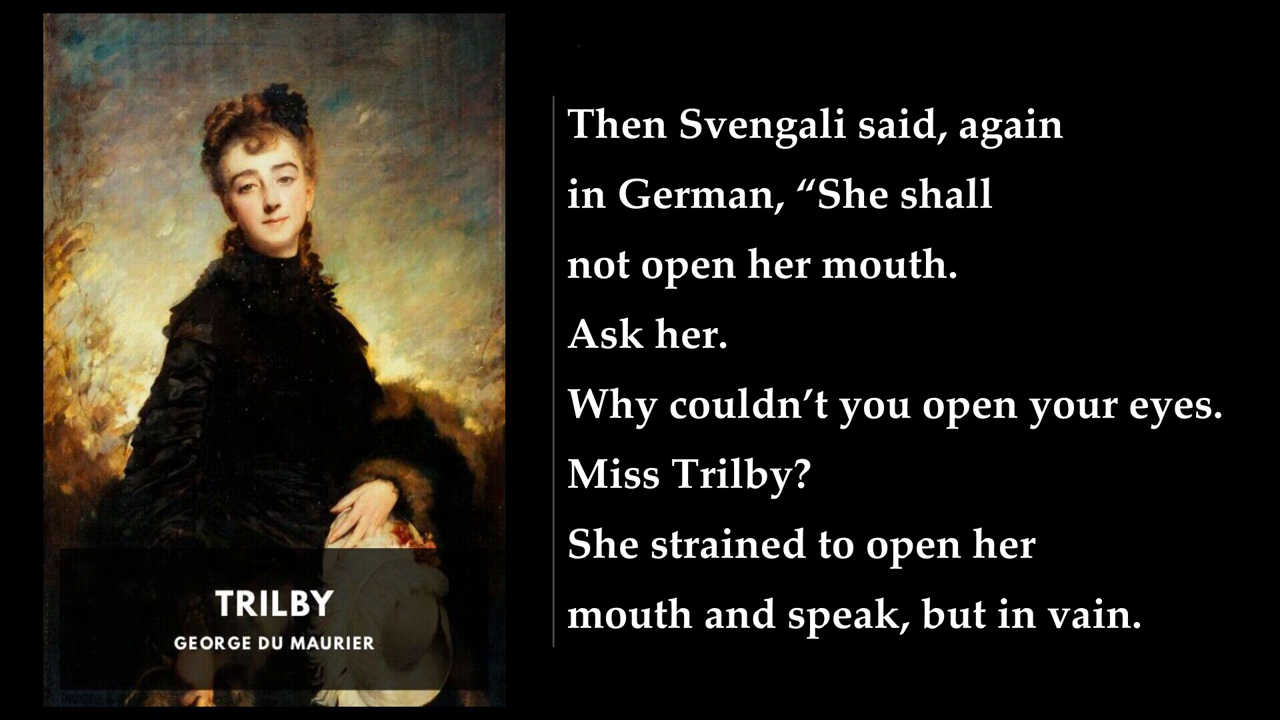 TRILBY
GEORGE DU MAURIER
Then Svengali said, again
in German, “She shall
not open her mouth.
Ask her.
Why couldn’t you open your eyes.
Miss Trilby?
She strained to open her
mouth and speak, but in vain.